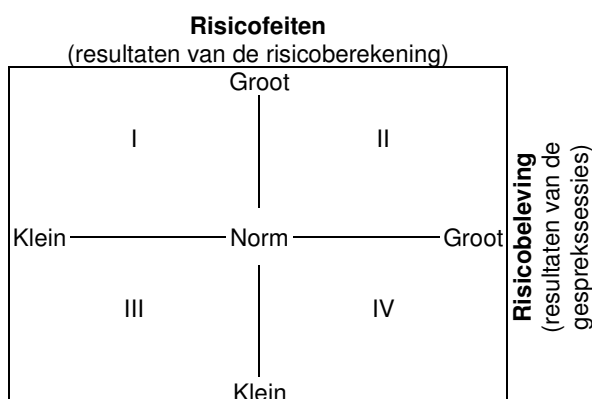 Risicofeiten
(resultaten van de risicoberekening)
Groot
I
II
Klein
Norm
Groot
III
IV
Klein
Risicobeleving
(resultaten van de
gesprekssessies)